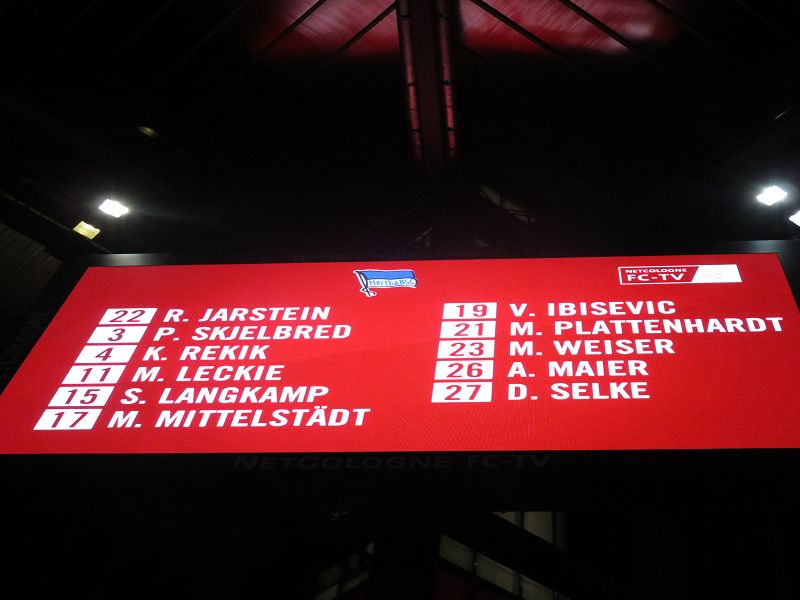 Hertha BSC
NETCOLOGNE
FC-TV
22 R. JARSTEIN
3 P. SKJELBRED
4 K. REKIK
11 M. LECKIE
15 S. LANGKAMP
17 M. MITTELSTÄDT
19 V. IBISEVIC
21 M. PLATTENHARDT
23 M. WEISER
26 A. MAIER
27 D. SELKE
NETCOLOGNE FC-TV